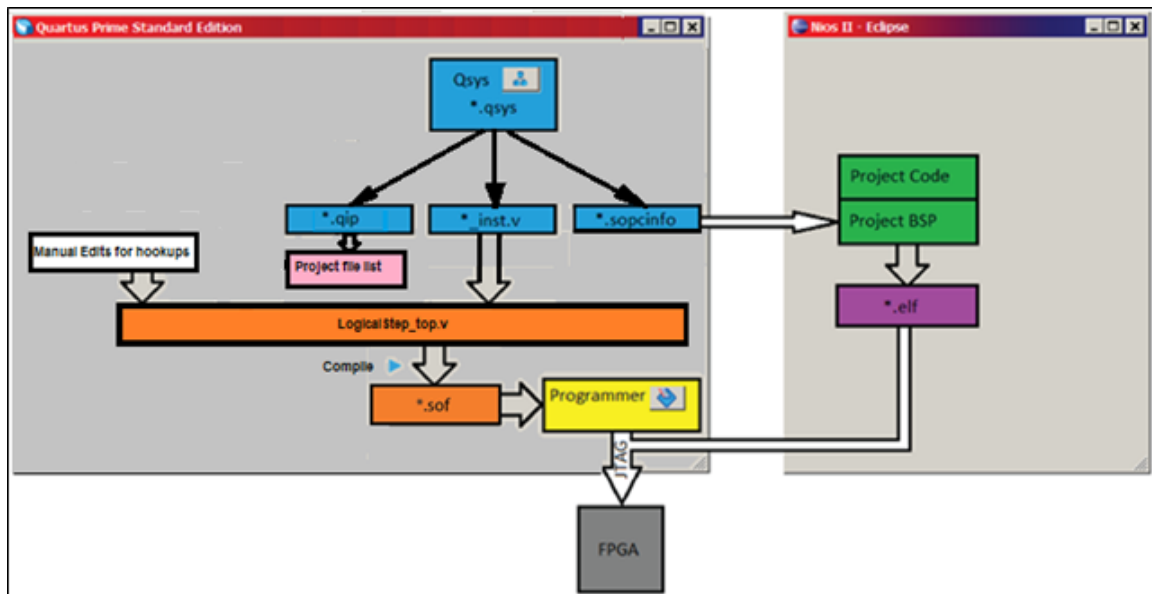 Quartus Prime Standard Edition
Nios II - Eclipse
Qsys
*.qsys
*.qip
*_inst.v
*.sopcinfo
Project Code
Project BSP
Manual Edits for hookups
Project file list
*.elf
LogicalStep_top.v
Compile
*.sof
Programmer
JTAG
FPGA